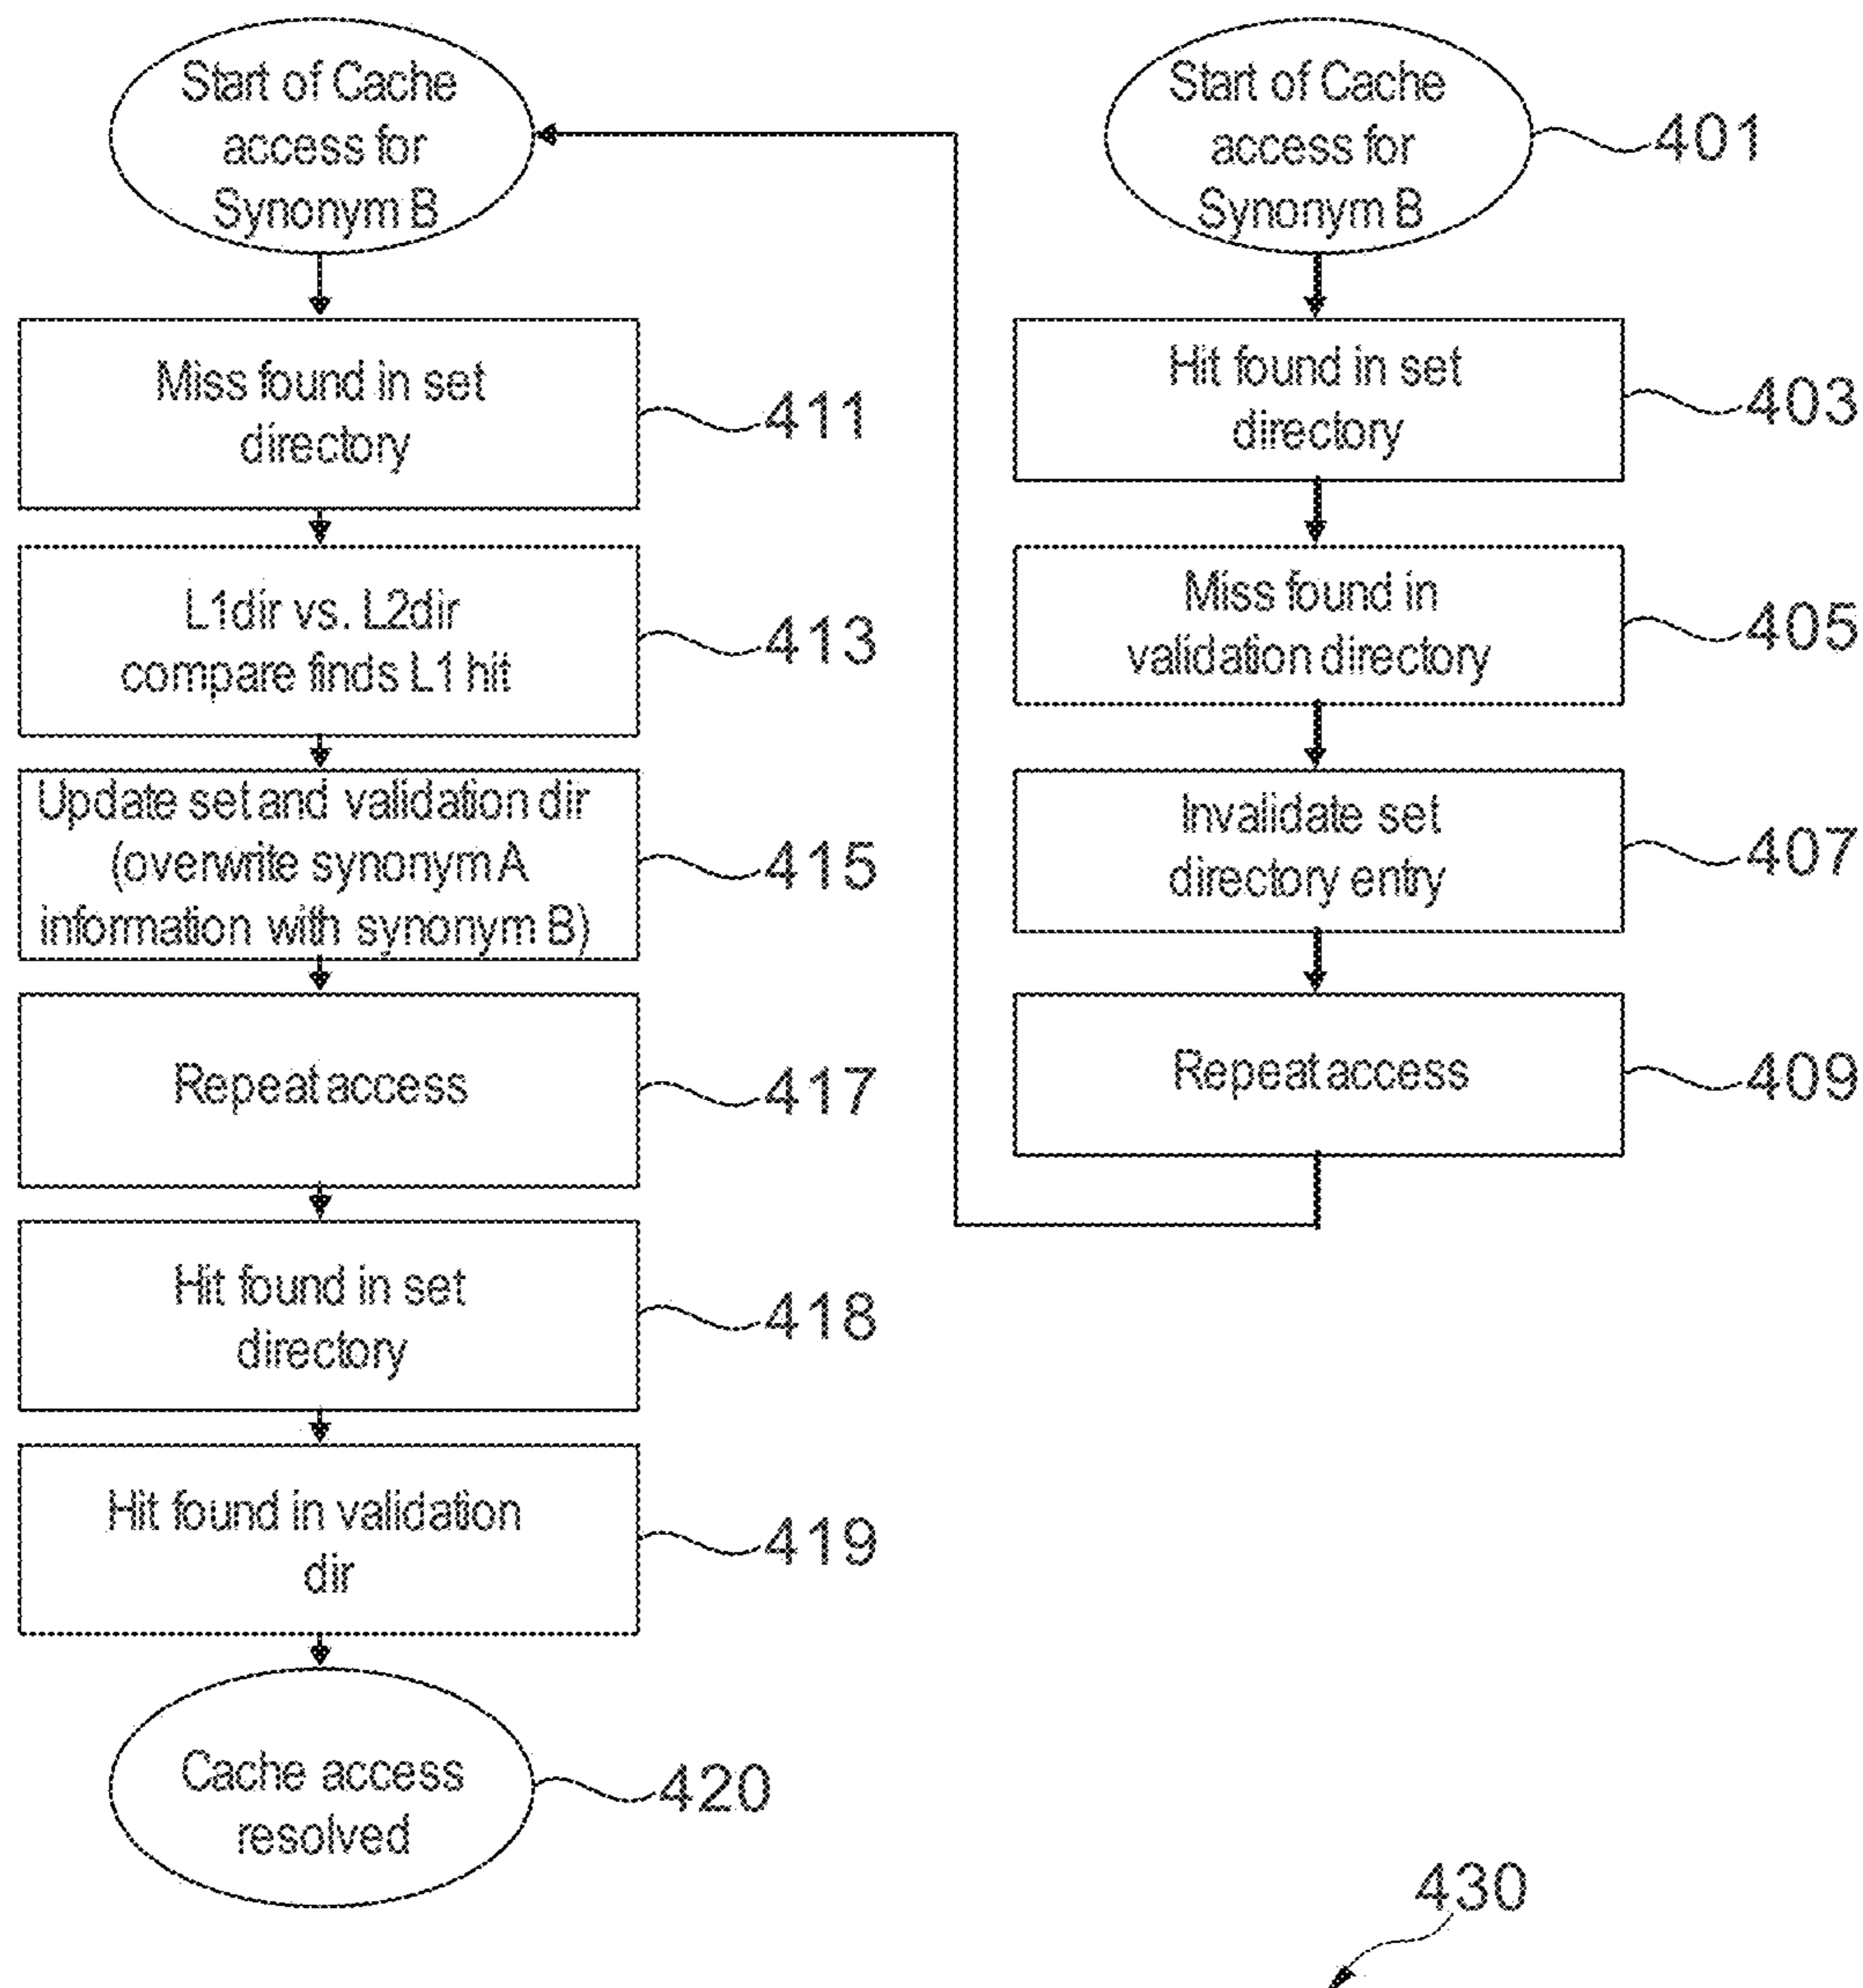 Start of Cache
access for
Synonym B
Miss found in set
directory
411
L1dir vs. L2dir
compare finds L1 hit
413
Update set and validation dir
(overwrite synonym A
information with synonym B)
415
Repeat access
417
Hit found in set
directory
418
Hit found in validation
dir
419
Cache access
resolved
420
Start of Cache
access for
Synonym B
401
Hit found in set
directory
403
Miss found in
validation directory
405
Invalidate set
directory entry
407
Repeat access
409
430